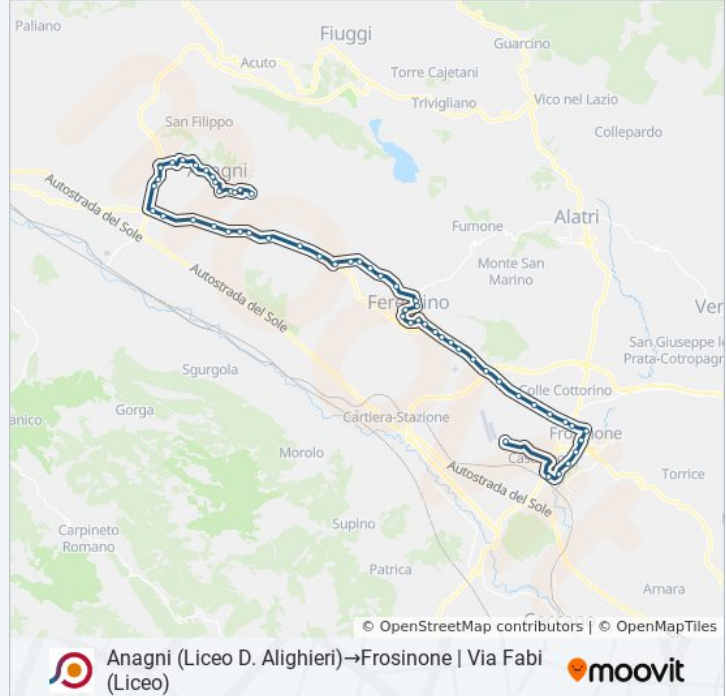 Paliano
Fiuggi
Guarcino
Acuto
Torre Cajetani
Trivigliano
Vico nel Lazio
San Filippo
Collepardo
Anagni
Autostrada del Sole
Alatri
Fumone
Monte San
Marino
Autostrada del Sole
Ferentino
Ver
San Giuseppe le
Prata-Cotropagn
Sgurgola
Colle Cottorino
anico
Gorga
Cartiera-Stazione
Frosinone
Morolo
Casa
Autostrada del Sole
Torrice
Supino
Carpineto
Romano
Patrica
Arnara
© OpenStreetMap contributors | © OpenMapTiles
Anagni (Liceo D. Alighieri)→Frosinone | Via Fabi
(Liceo)
moovit